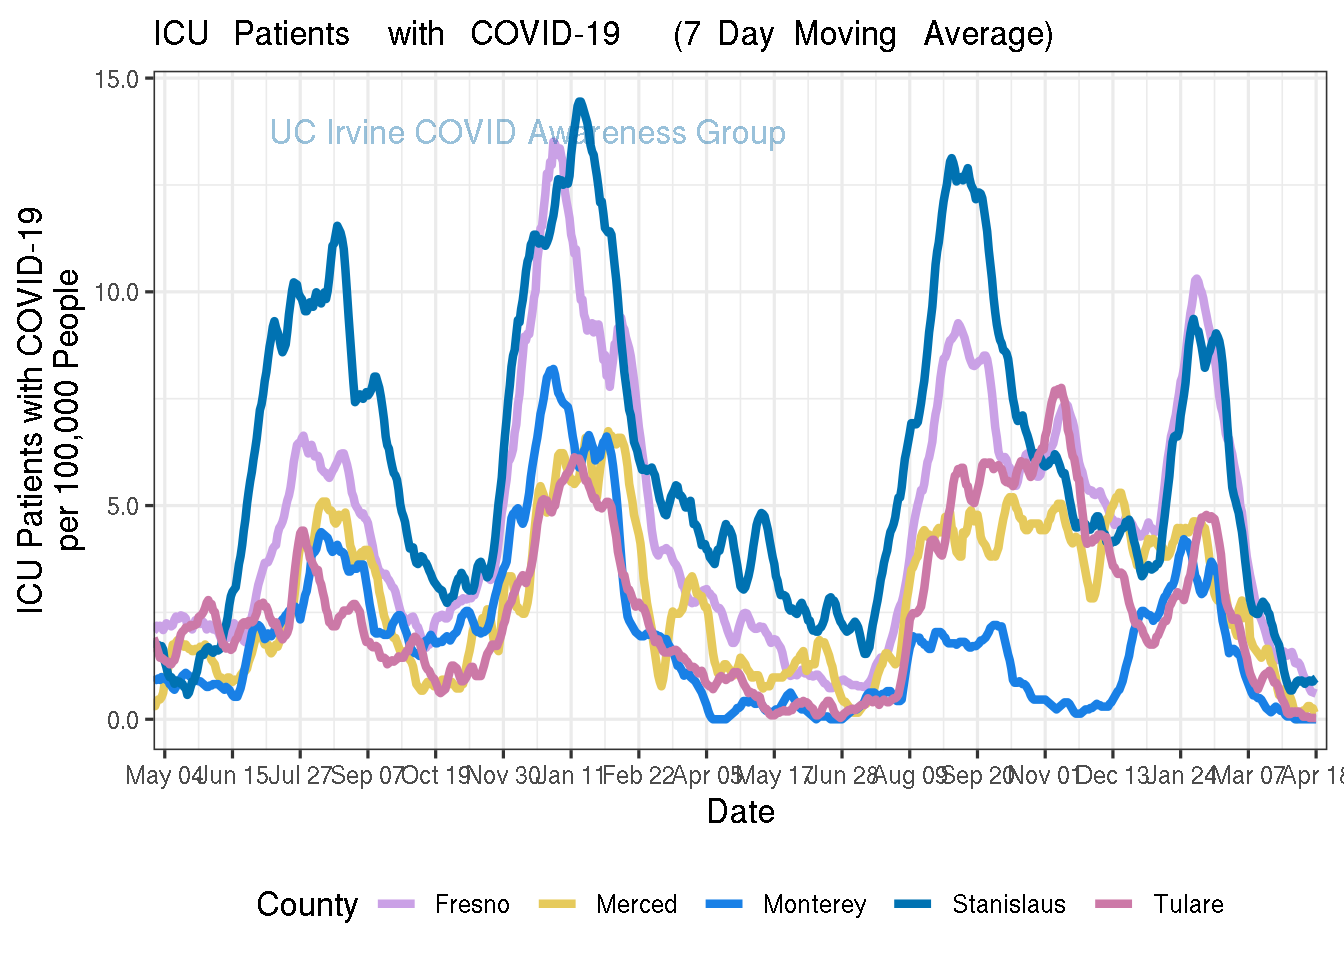 ICU Patients with COVID-19 (7 Day Moving Average)
UC Irvine COVID Awareness Group
ICU Patients with COVID-19
per 100,000 People
15.0
10.0
5.0
0.0
May 04 Jun 15 Jul 27 Sep 07 Oct 19 Nov 30 Jan 11 Feb 22 Apr 05 May 17 Jun 28 Aug 09 Sep 20 Nov 01 Dec 13 Jan 24 Mar 07 Apr 18
Date
County Fresno Merced Monterey Stanislaus Tulare